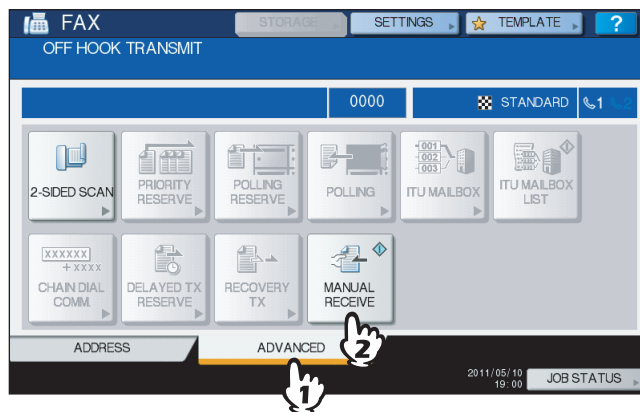 FAX
STORAGE
SETTINGS
TEMPLATE
?
OFF HOOK TRANSMIT
0000
STANDARD
1
2
2-SIDED SCAN
PRIORITY
RESERVE
POLLING
RESERVE
POLLING
001
002
003
ITU MAILBOX
ITU MAILBOX
LIST
XXXXXX
+XXXX
CHAIN DIAL
COMM.
DELAYED TX
RESERVE
RECOVERY
TX
MANUAL
RECEIVE
ADDRESS
ADVANCED
2
1
2011/05/10
19:00
JOB STATUS